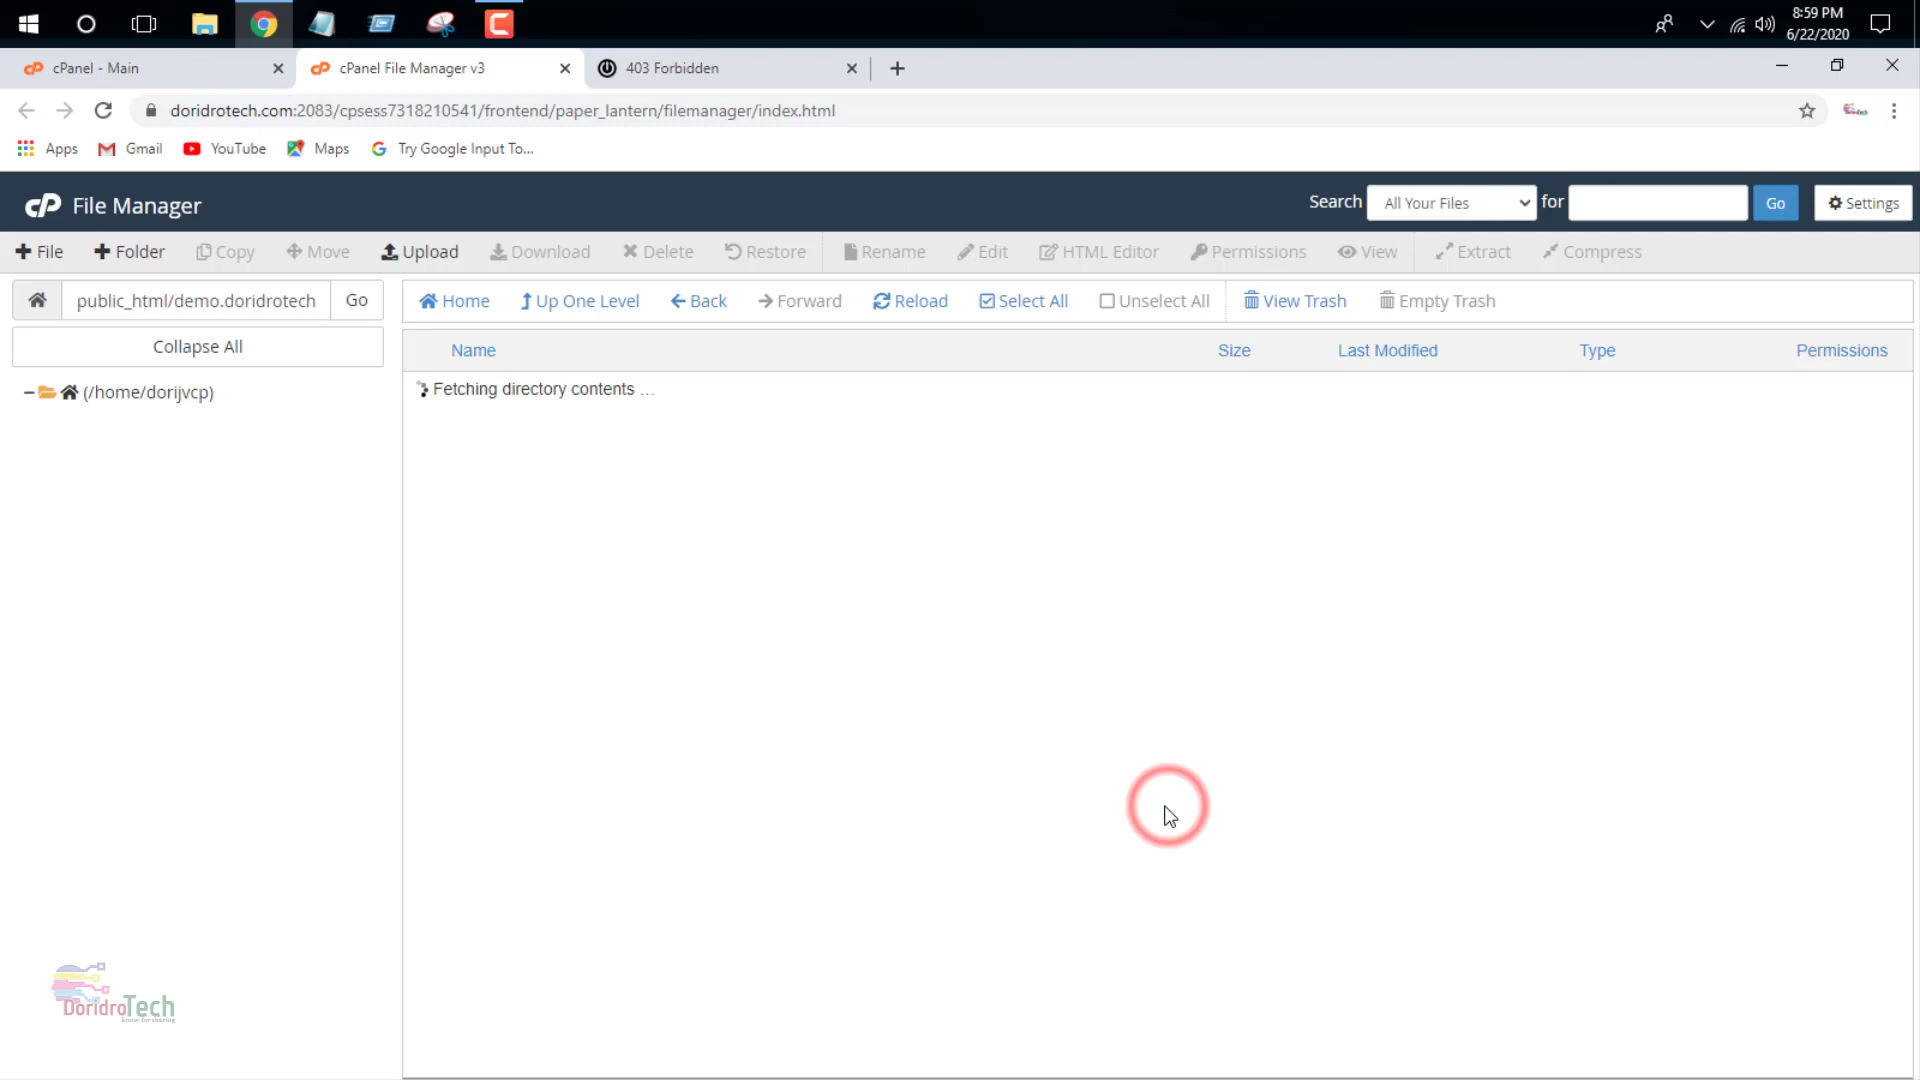 8:59 PM
6/22/2020
cPanel - Main
cPanel File Manager v3
403 Forbidden
doridrotech.com:2083/cpsess7318210541/frontend/paper_lantern/filemanager/index.html
Apps
Gmail
YouTube
Maps
Try Google Input To...
cP File Manager
Search
All Your Files
for
Go
Settings
File
Folder
Copy
Move
Upload
Download
Delete
Restore
Rename
Edit
HTML Editor
Permissions
View
Extract
Compress
public_html/demo.doridrotech
Go
Home
Up One Level
Back
Forward
Reload
Select All
Unselect All
View Trash
Empty Trash
Collapse All
Name
Size
Last Modified
Type
Permissions
Fetching directory contents ...
(/home/dorijvcp)
DoridroTech
know for sharing